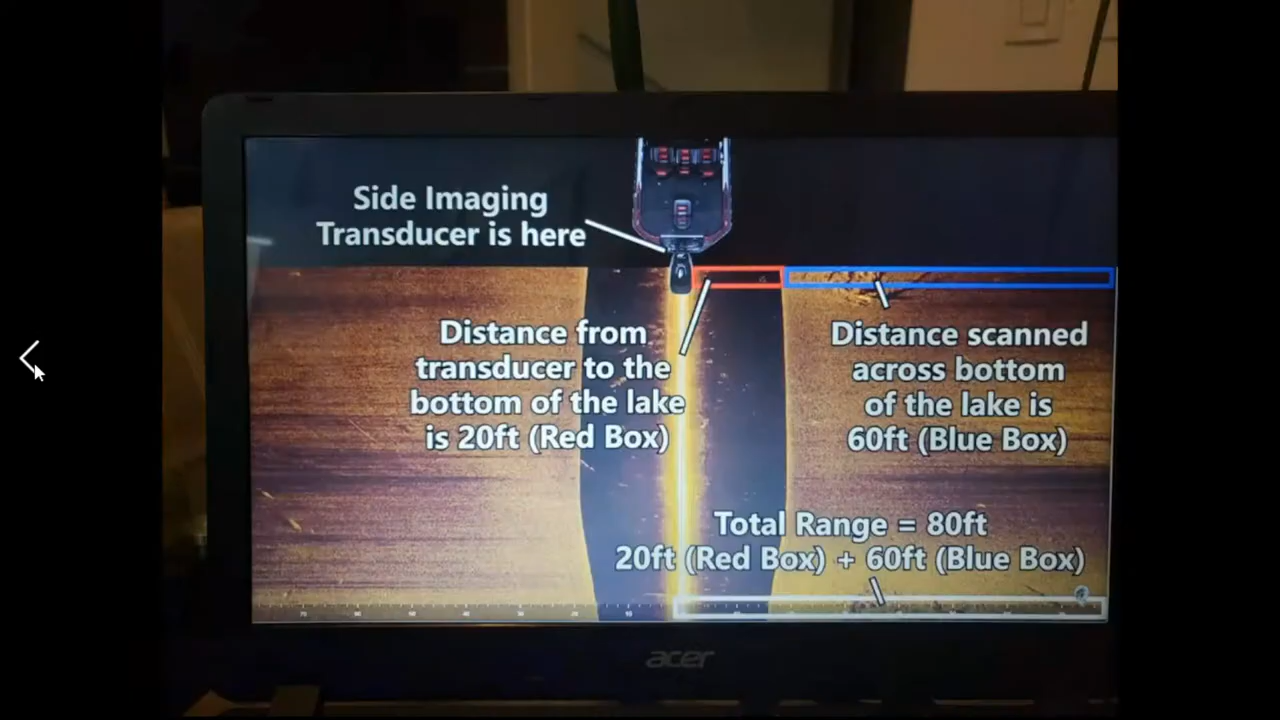 Side Imaging
Transducer is here
Distance from
transducer to the
bottom of the lake
is 20ft (Red Box)
Distance scanned
across bottom
of the lake is
60ft (Blue Box)
Total Range = 80ft
20ft (Red Box) + 60ft (Blue Box)
acer